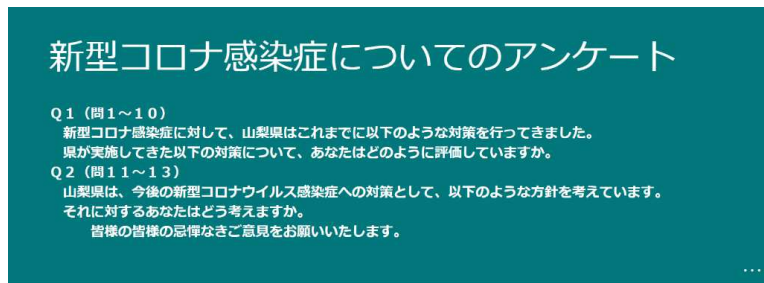 新型コロナ感染症についてのアンケート
Q1(問1~10)
新型コロナ感染症に対して、山梨県はこれまでに以下のような対策を行ってきました。
県が実施してきた以下の対策について、あなたはどのように評価していますか。
Q2(問11~13)
山梨県は、今後の新型コロナウイルス感染症への対策として、以下のような方針を考えています。
それに対するあなたはどう考えますか。
皆様の皆様の忌憚なきご意見をお願いいたします。
…